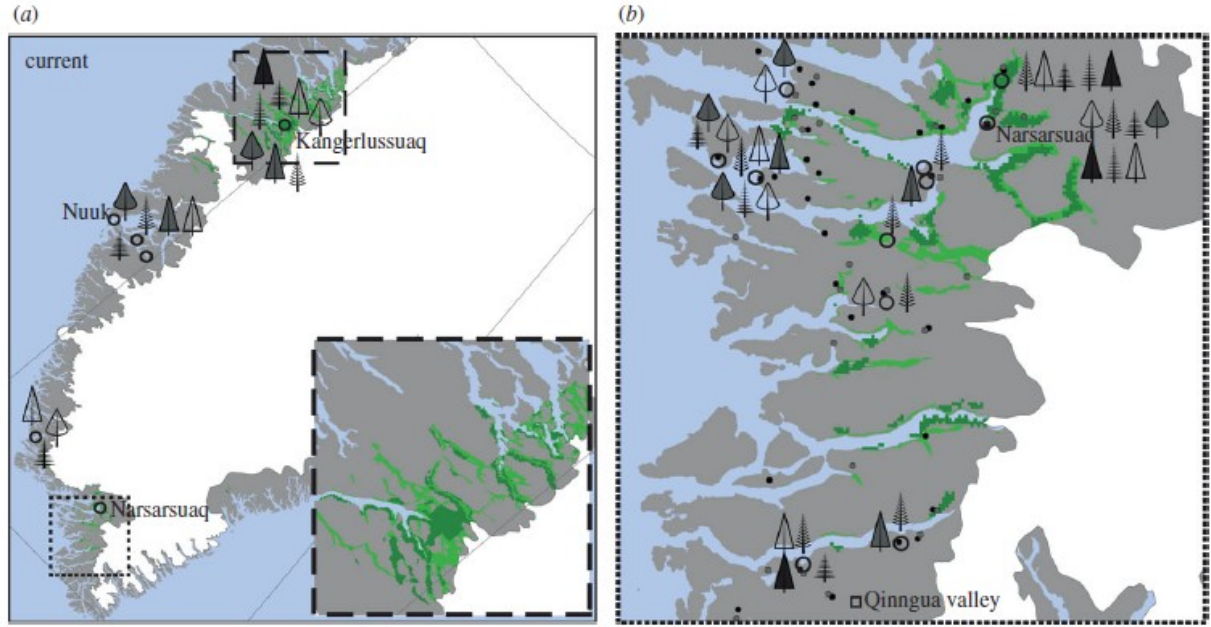 (a)
(b)
current
Kangerlussuaq
Nuuk
Narsarsuaq
Narsarsuaq
Qinngua valley